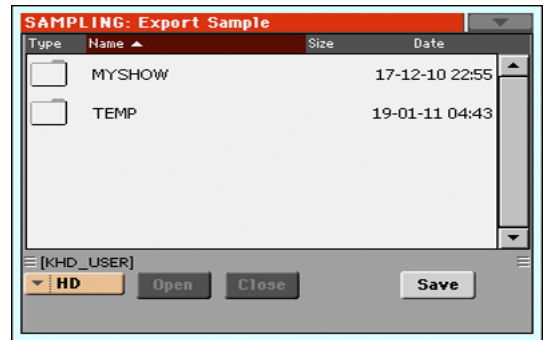 SAMPLING: Export Sample
Type Name Size Date
MYSHOW 17-12-10 22:55
TEMP 19-01-11 04:43
[KHD_USER]
HD Open Close Save